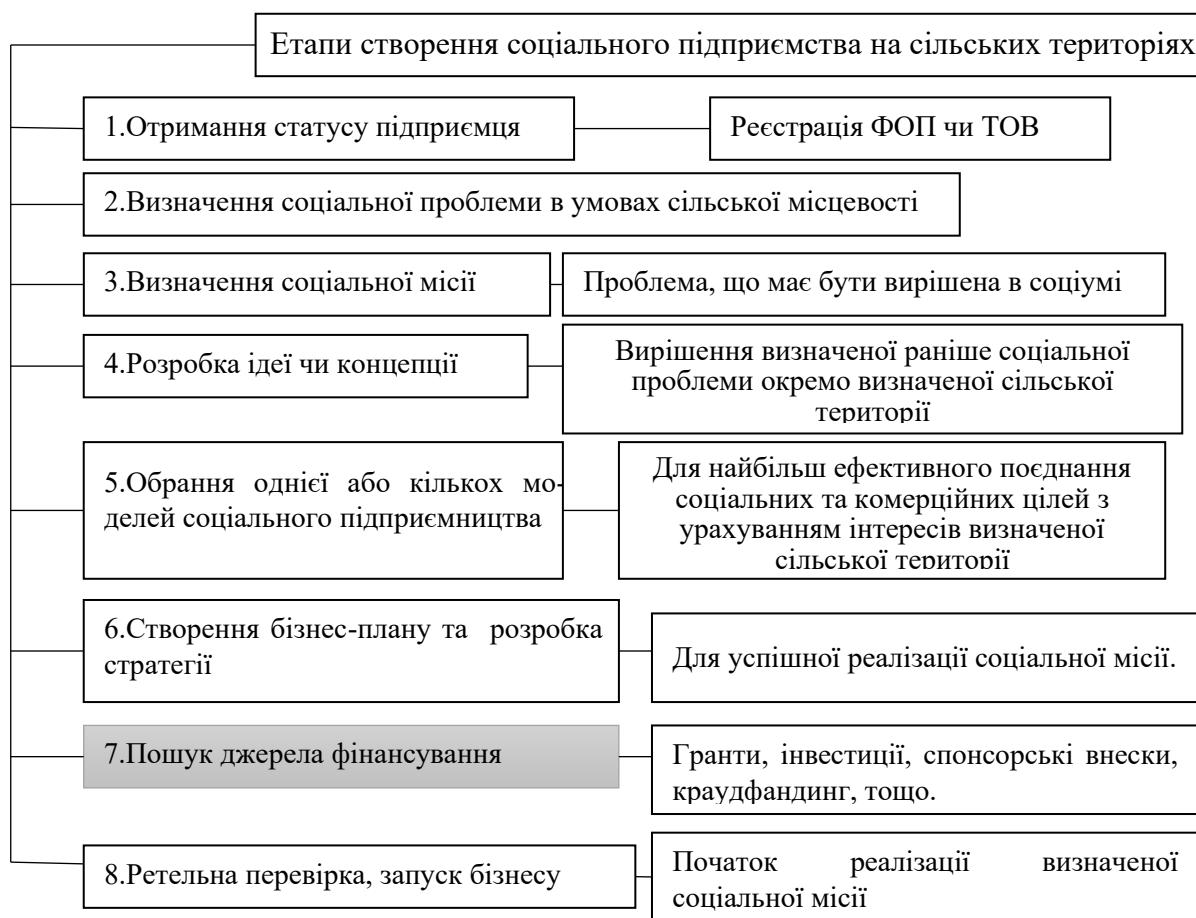 Етапи створення соціального підприємства на сільських територіях
1.Отримання статусу підприємця
Реєстрація ФОП чи ТОВ
2.Визначення соціальної проблеми в умовах сільської місцевості
3.Визначення соціальної місії
Проблема, що має бути вирішена в соціумі
4.Розробка ідеї чи концепції
Вирішення визначеної раніше соціальної
проблеми окремо визначеної сільської
території
5.Обрання однієї або кількох мо-
делей соціального підприємництва
Для найбільш ефективного поєднання
соціальних та комерційних цілей з
урахуванням інтересів визначеної
сільської території
6.Створення бізнес-плану та розробка
стратегії
Для успішної реалізації соціальної місії.
7.Пошук джерела фінансування
Гранти, інвестиції, спонсорські внески,
краудфандинг, тощо.
8.Ретельна перевірка, запуск бізнесу
Початок реалізації визначеної
соціальної місії